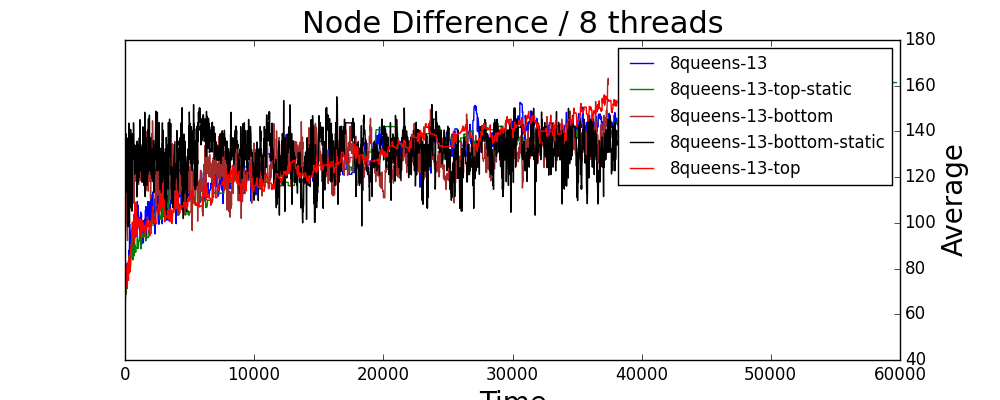 Node Difference / 8 threads
8queens-13
8queens-13-top-static
8queens-13-bottom
8queens-13-bottom-static
8queens-13-top
180
160
140
120
100
80
60
40
Average
0 10000 20000 30000 40000 50000 60000
Time